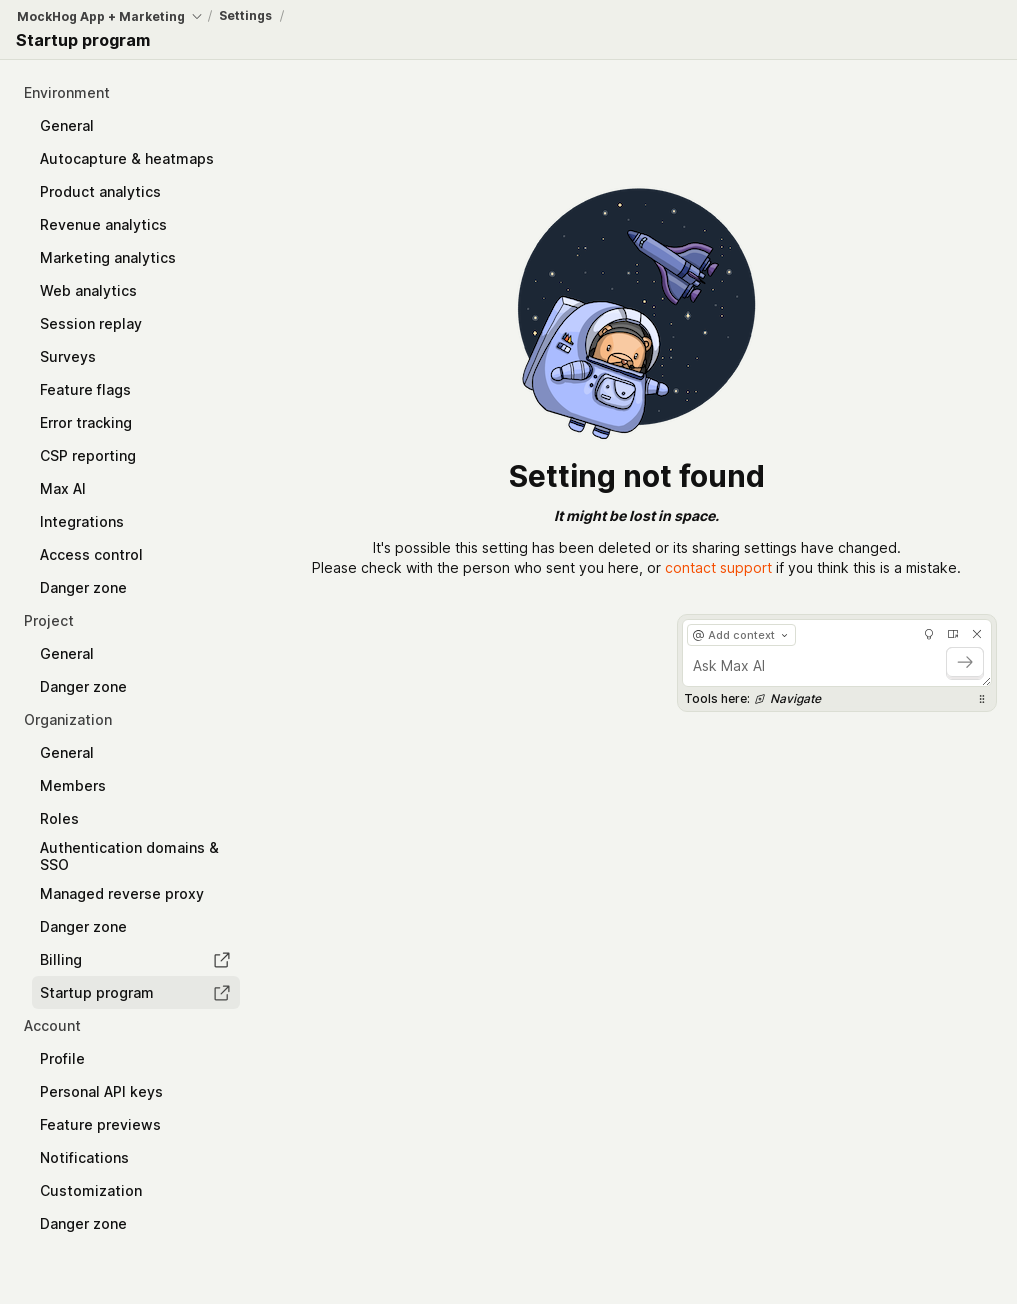 MockHog App + Marketing / Settings /
Startup program
Environment
General
Autocapture & heatmaps
Product analytics
Revenue analytics
Marketing analytics
Web analytics
Session replay
Surveys
Feature flags
Error tracking
CSP reporting
Max AI
Integrations
Access control
Danger zone
Project
General
Danger zone
Organization
General
Members
Roles
Authentication domains &
SSO
Managed reverse proxy
Danger zone
Billing
Startup program
Account
Profile
Personal API keys
Feature previews
Notifications
Customization
Danger zone
Setting not found
It might be lost in space.
It's possible this setting has been deleted or its sharing settings have changed.
Please check with the person who sent you here, or contact support if you think this is a mistake.
@ Add context
Ask Max AI
Tools here: Navigate